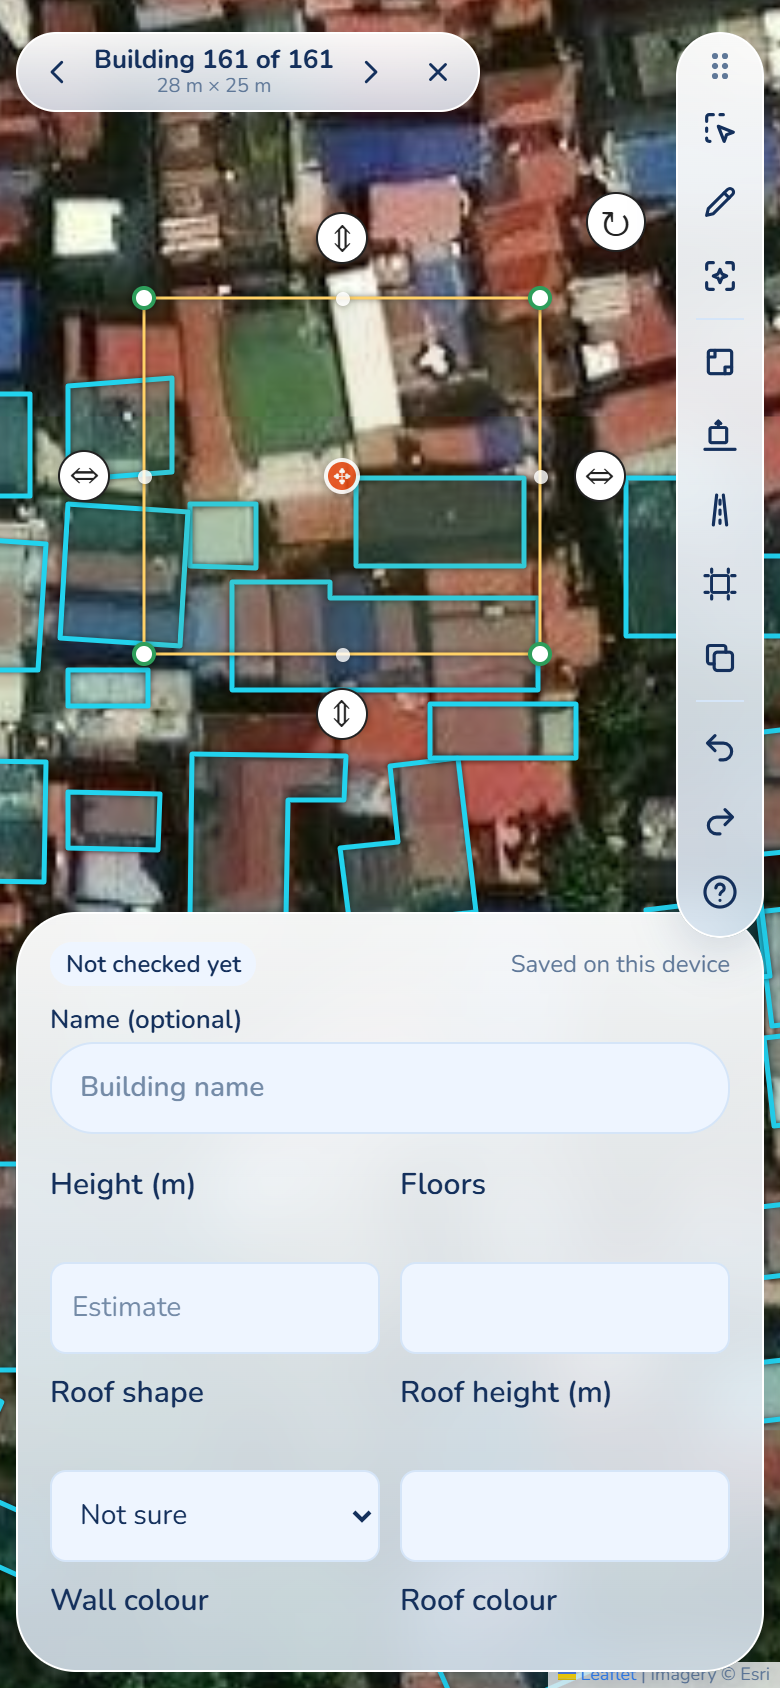 Building 161 of 161
28 m × 25 m
Not checked yet
Saved on this device
Name (optional)
Building name
Height (m)
Floors
Estimate
Roof shape
Roof height (m)
Not sure
Wall colour
Roof colour
Leaflet | Imagery © Esri